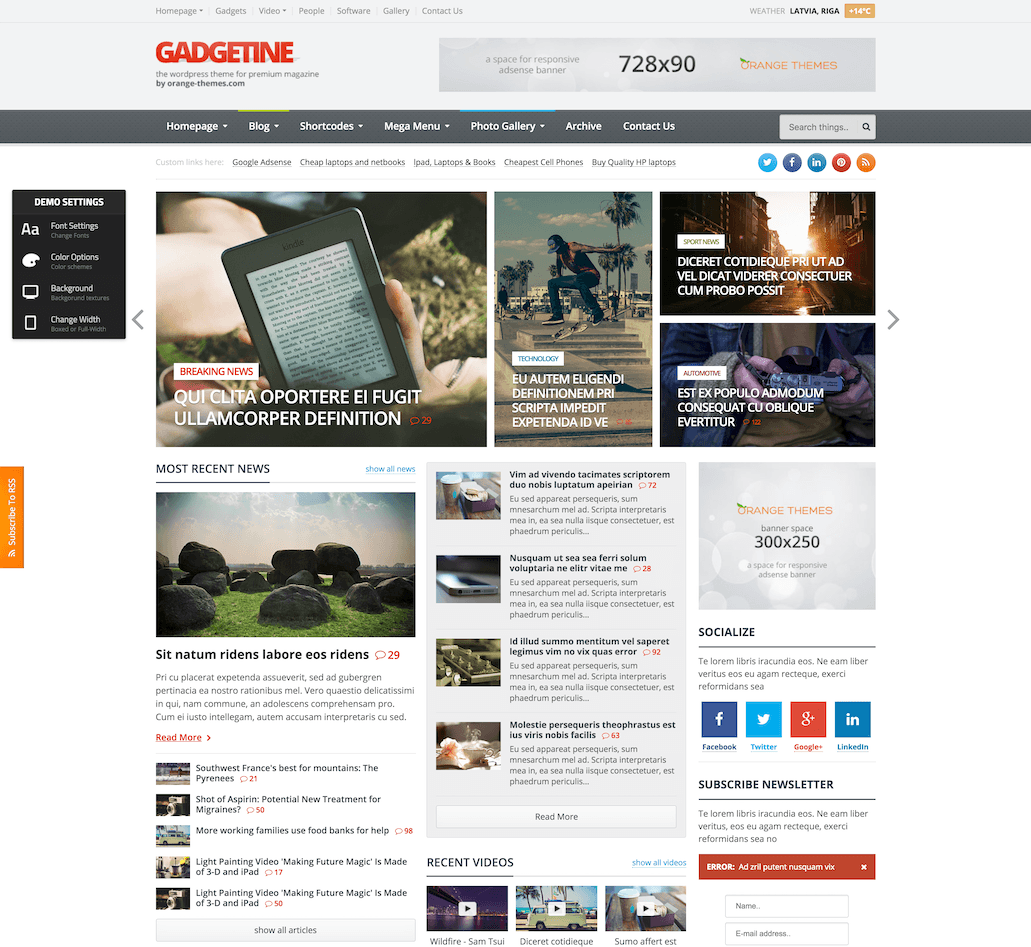 Homepage Gadgets Video People Software Gallery Contact Us
WEATHER LATVIA, RIGA +14°C
GADGETINE
the wordpress theme for premium magazine
by orange-themes.com
a space for responsive
adsense banner
728x90
ORANGE THEMES
Homepage Blog Shortcodes Mega Menu Photo Gallery Archive Contact Us
Search things..
Custom links here: Google Adsense Cheap laptops and netbooks Ipad, Laptops & Books Cheapest Cell Phones Buy Quality HP laptops
DEMO SETTINGS
Aa
Font Settings
Change Fonts
Color Options
Color schemes
Background
Backgorund textures
Change Width
Boxed or Full-Width
Subscribe To RSS
kindle
BREAKING NEWS
QUI CLITA OPORTERE EI FUGIT
ULLAMCORPER DEFINITION 29
TECHNOLOGY
EU AUTEM ELIGENDI
DEFINITIONEM PRI
SCRIPTA IMPEDIT
EXPETENDA ID VE
SPORT NEWS
DICERET COTIDIEQUE PRI UT AD
VEL DICAT VIDERER CONSECTUER
CUM PROBO POSSIT
AUTOMOTIVE
EST EX POPULO ADMODUM
CONSEQUAT CU OBLIQUE
EVERTITUR 122
MOST RECENT NEWS
show all news
Sit natum ridens labore eos ridens 29
Pri cu placerat expetenda assueverit, sed ad gubergren
pertinacia ea nostro rationibus mel. Vero quaestio delicatissimi
in qui, nam commune, an adolescens comprehensam pro.
Cum ei iusto intellegam, autem accusam interpretaris cu sed.
Read More
Southwest France's best for mountains: The
Pyrenees 21
Shot of Aspirin: Potential New Treatment for
Migraines? 50
More working families use food banks for help 98
Light Painting Video 'Making Future Magic' Is Made
of 3-D and iPad 17
Light Painting Video 'Making Future Magic' Is Made
of 3-D and iPad 50
show all articles
Vim ad vivendo tacimates scriptorem
duo nobis luptatum apeirian 72
Eu sed appareat persequeris, sum
mnesarchum mel ad. Scripta interpretaris
mea in, ea sea nulla iisque consectetuer, est
phaedrum periculis...
Nusquam ut sea sea ferri solum
voluptaria ne elitr vitae me 28
Eu sed appareat persequeris, sum
mnesarchum mel ad. Scripta interpretaris
mea in, ea sea nulla iisque consectetuer, est
phaedrum periculis...
Id illud summo mentitum vel saperet
legimus vim no vix quas error 92
Eu sed appareat persequeris, sum
mnesarchum mel ad. Scripta interpretaris
mea in, ea sea nulla iisque consectetuer, est
phaedrum periculis...
Molestie persequeris theophrastus est
ius viris nobis facilis 63
Eu sed appareat persequeris, sum
mnesarchum mel ad. Scripta interpretaris
mea in, ea sea nulla iisque consectetuer, est
phaedrum periculis...
Read More
RECENT VIDEOS
show all videos
Wildfire - Sam Tsui
Diceret cotidieque
Sumo affert est
ORANGE THEMES
banner space
300x250
a space for responsive
adsense banner
SOCIALIZE
Te lorem libris iracundia eos. Ne eam liber
veritus eos eu agam recteque, exerci
reformidans sea
Facebook Twitter Google+ LinkedIn
SUBSCRIBE NEWSLETTER
Te lorem libris iracundia eos. Ne eam liber
veritus, eos eu agam recteque, exerci
reformidans sea no
ERROR: Ad zril putent nusquam vix
Name..
E-mail address..